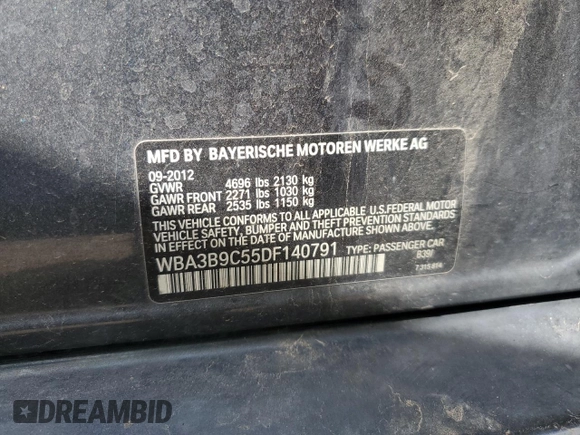 MFD BY BAYERISCHE MOTOREN WERKE AG
09-2012
GVWR 4696 lbs 2130 kg
GAWR FRONT 2271 lbs 1030 kg
GAWR REAR 2535 lbs 1150 kg
THIS VEHICLE CONFORMS TO ALL APPLICABLE U.S.FEDERAL MOTOR
VEHICLE SAFETY, BUMPER AND THEFT PREVENTION STANDARDS
IN EFFECT ON THE DATE OF MANUFACTURE SHOWN ABOVE.
WBA3B9C55DF140791 TYPE: PASSENGER CAR
DREAMBID